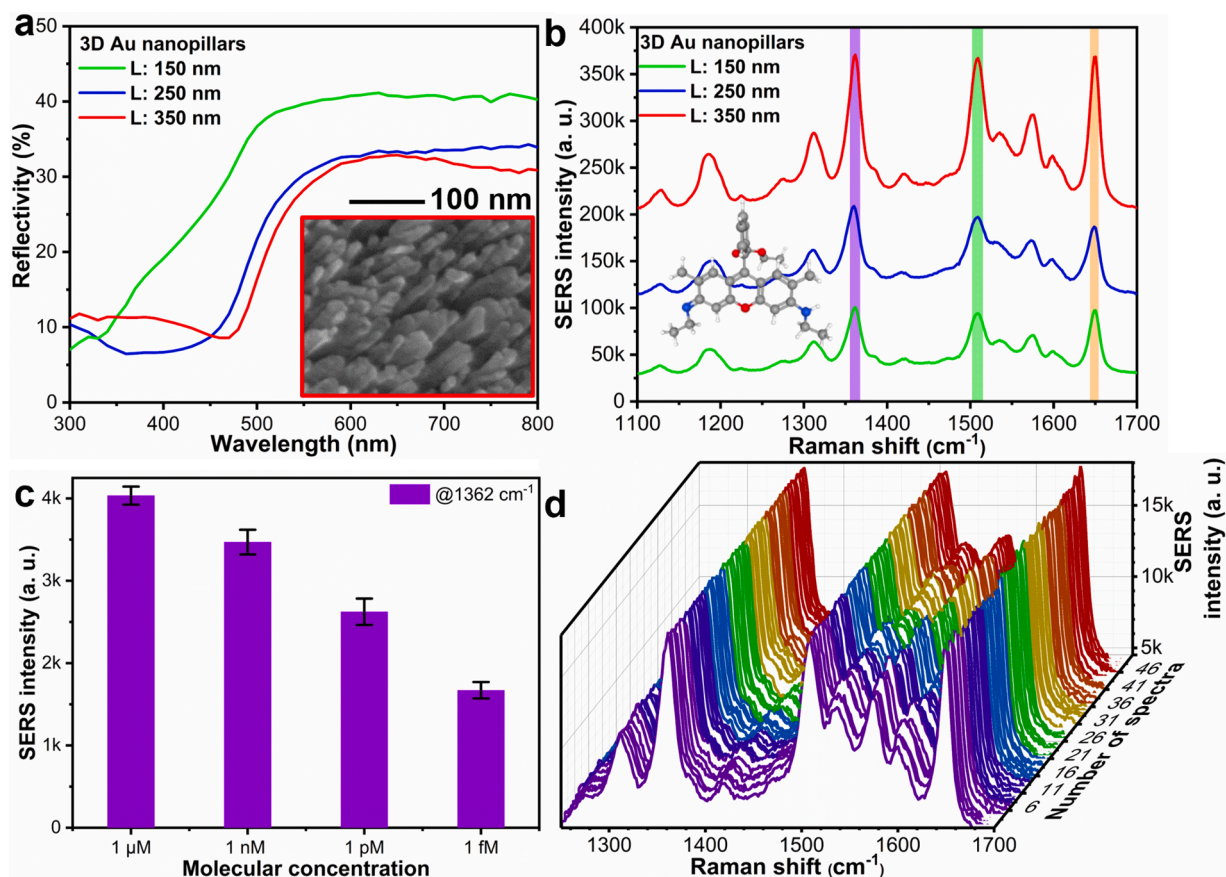 a
50
40
30
20
10
0
Reflectivity (%)
3D Au nanopillars
L: 150 nm
L: 250 nm
L: 350 nm
100 nm
300 400 500 600 700 800
Wavelength (nm)
b
400k
350k
300k
250k
200k
150k
100k
50k
0
SERS intensity (a. u.)
3D Au nanopillars
L: 150 nm
L: 250 nm
L: 350 nm
1100 1200 1300 1400 1500 1600 1700
Raman shift (cm⁻¹)
c
4k
3k
2k
1k
0
SERS intensity (a. u.)
@1362 cm⁻¹
1 µM 1 nM 1 pM 1 fM
Molecular concentration
d
15k
10k
5k
SERS
intensity (a. u.)
46
41
36
31
26
21
16
11
6
Number of spectra
1300 1400 1500 1600 1700
Raman shift (cm⁻¹)